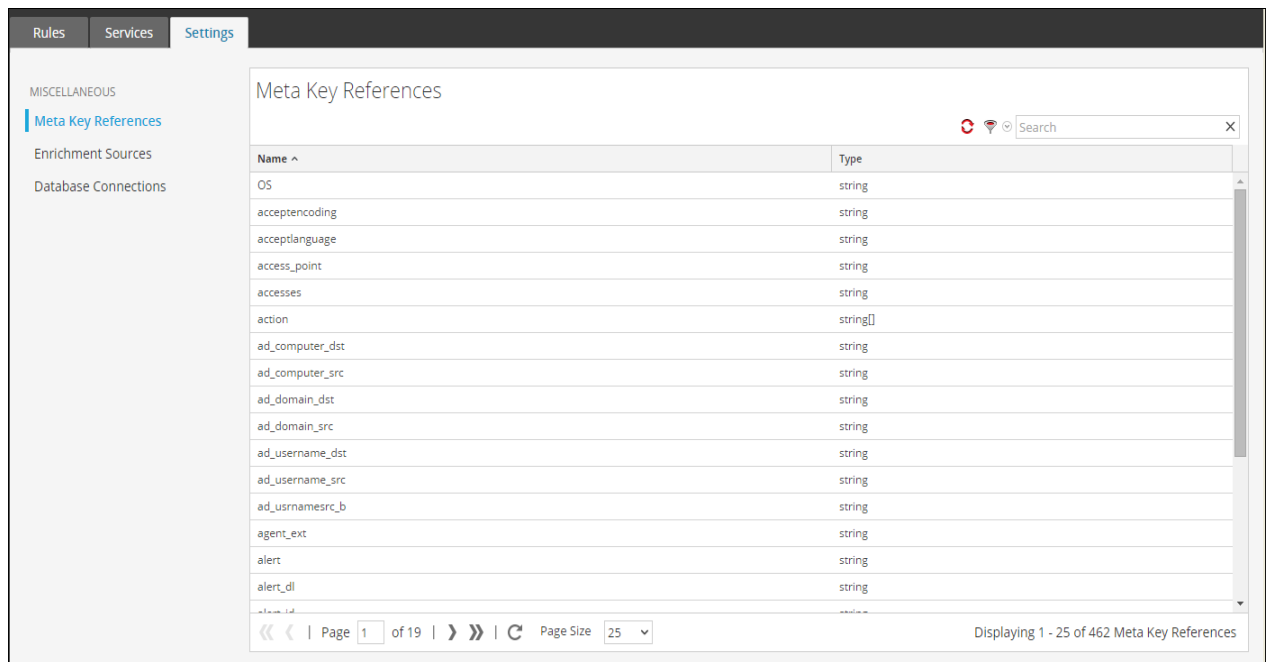 Rules Services Settings
MISCELLANEOUS
Meta Key References
Enrichment Sources
Database Connections
Meta Key References
Search
Name Type
OS string
acceptencoding string
acceptlanguage string
access_point string
accesses string
action string[]
ad_computer_dst string
ad_computer_src string
ad_domain_dst string
ad_domain_src string
ad_username_dst string
ad_username_src string
ad_usrnamesrc_b string
agent_ext string
alert string
alert_dl string
Page 1 of 19 Page Size 25 Displaying 1 - 25 of 462 Meta Key References